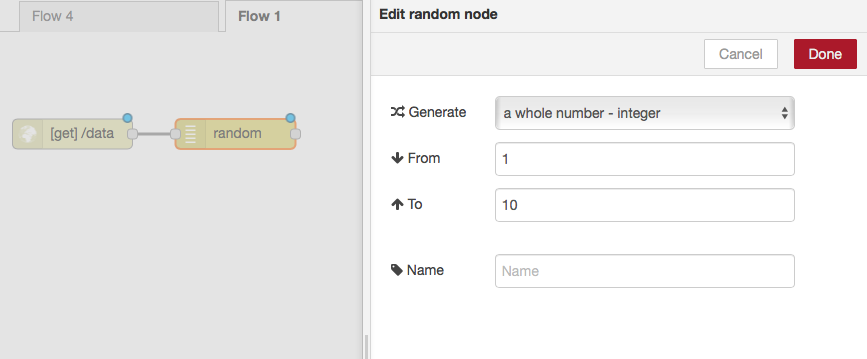 Flow 4
Flow 1
[get] /data
random
Edit random node
Cancel
Done
Generate
a whole number - integer
From
1
To
10
Name
Name